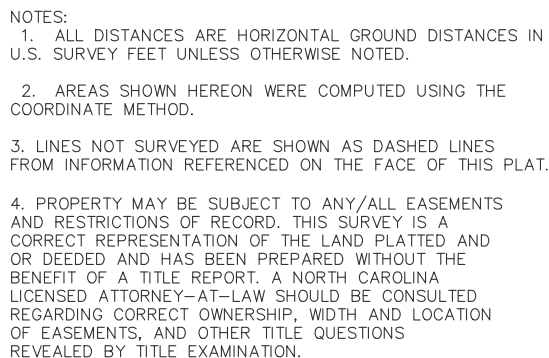 NOTES:
1. ALL DISTANCES ARE HORIZONTAL GROUND DISTANCES IN
U.S. SURVEY FEET UNLESS OTHERWISE NOTED.
2. AREAS SHOWN HEREON WERE COMPUTED USING THE
COORDINATE METHOD.
3. LINES NOT SURVEYED ARE SHOWN AS DASHED LINES
FROM INFORMATION REFERENCED ON THE FACE OF THIS PLAT.
4. PROPERTY MAY BE SUBJECT TO ANY/ALL EASEMENTS
AND RESTRICTIONS OF RECORD. THIS SURVEY IS A
CORRECT REPRESENTATION OF THE LAND PLATTED AND
OR DEEDED AND HAS BEEN PREPARED WITHOUT THE
BENEFIT OF A TITLE REPORT. A NORTH CAROLINA
LICENSED ATTORNEY-AT-LAW SHOULD BE CONSULTED
REGARDING CORRECT OWNERSHIP, WIDTH AND LOCATION
OF EASEMENTS, AND OTHER TITLE QUESTIONS
REVEALED BY TITLE EXAMINATION.